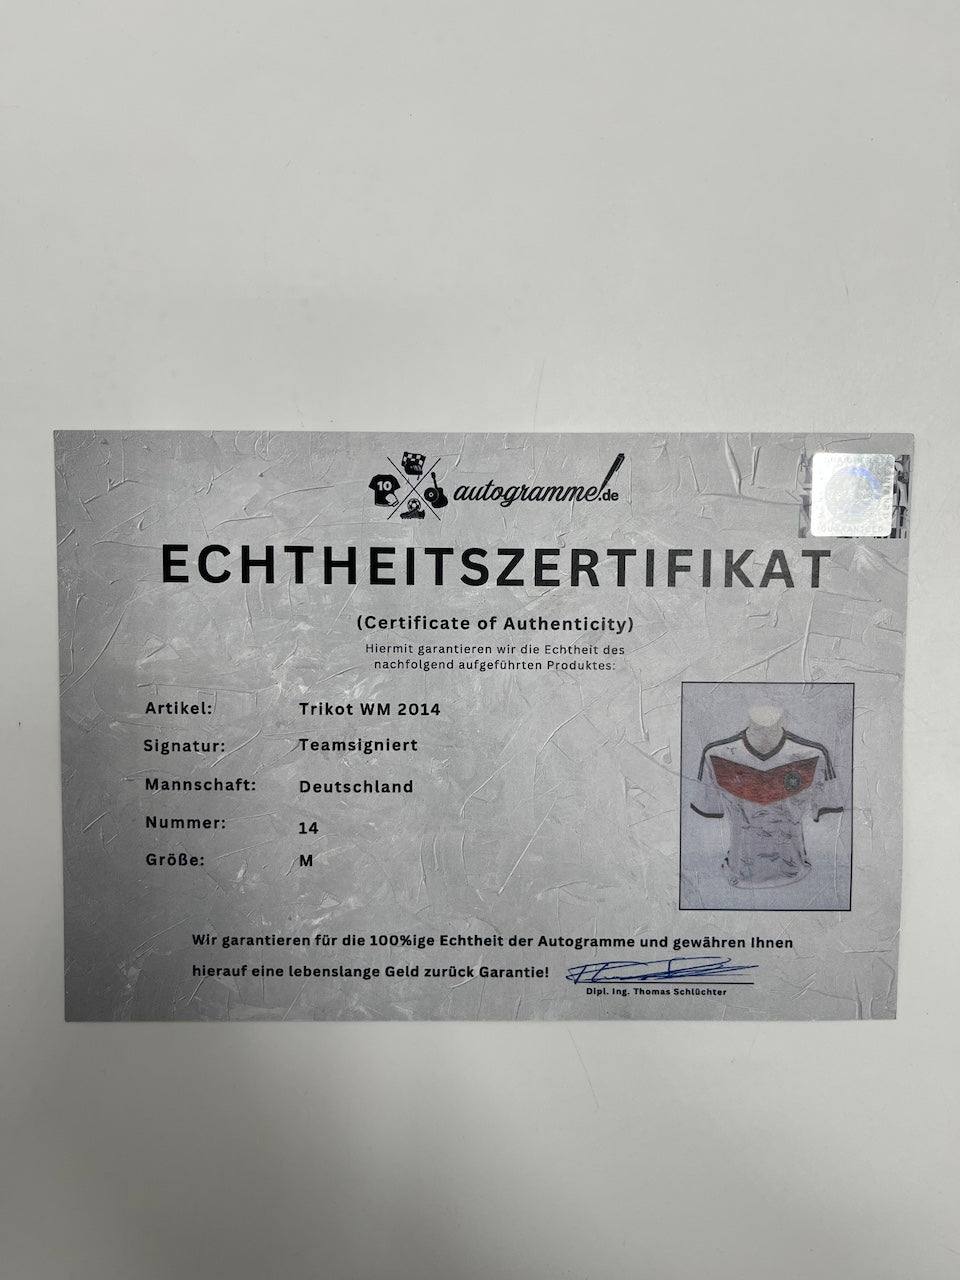 10
autogramme!.de
ECHTHEITSZERTIFIKAT
(Certificate of Authenticity)
Hiermit garantieren wir die Echtheit des
nachfolgend aufgeführten Produktes:
Artikel: Trikot WM 2014
Signatur: Teamsigniert
Mannschaft: Deutschland
Nummer: 14
Größe: M
Wir garantieren für die 100%ige Echtheit der Autogramme und gewähren Ihnen
hierauf eine lebenslange Geld zurück Garantie!
Dipl. Ing. Thomas Schlüchter